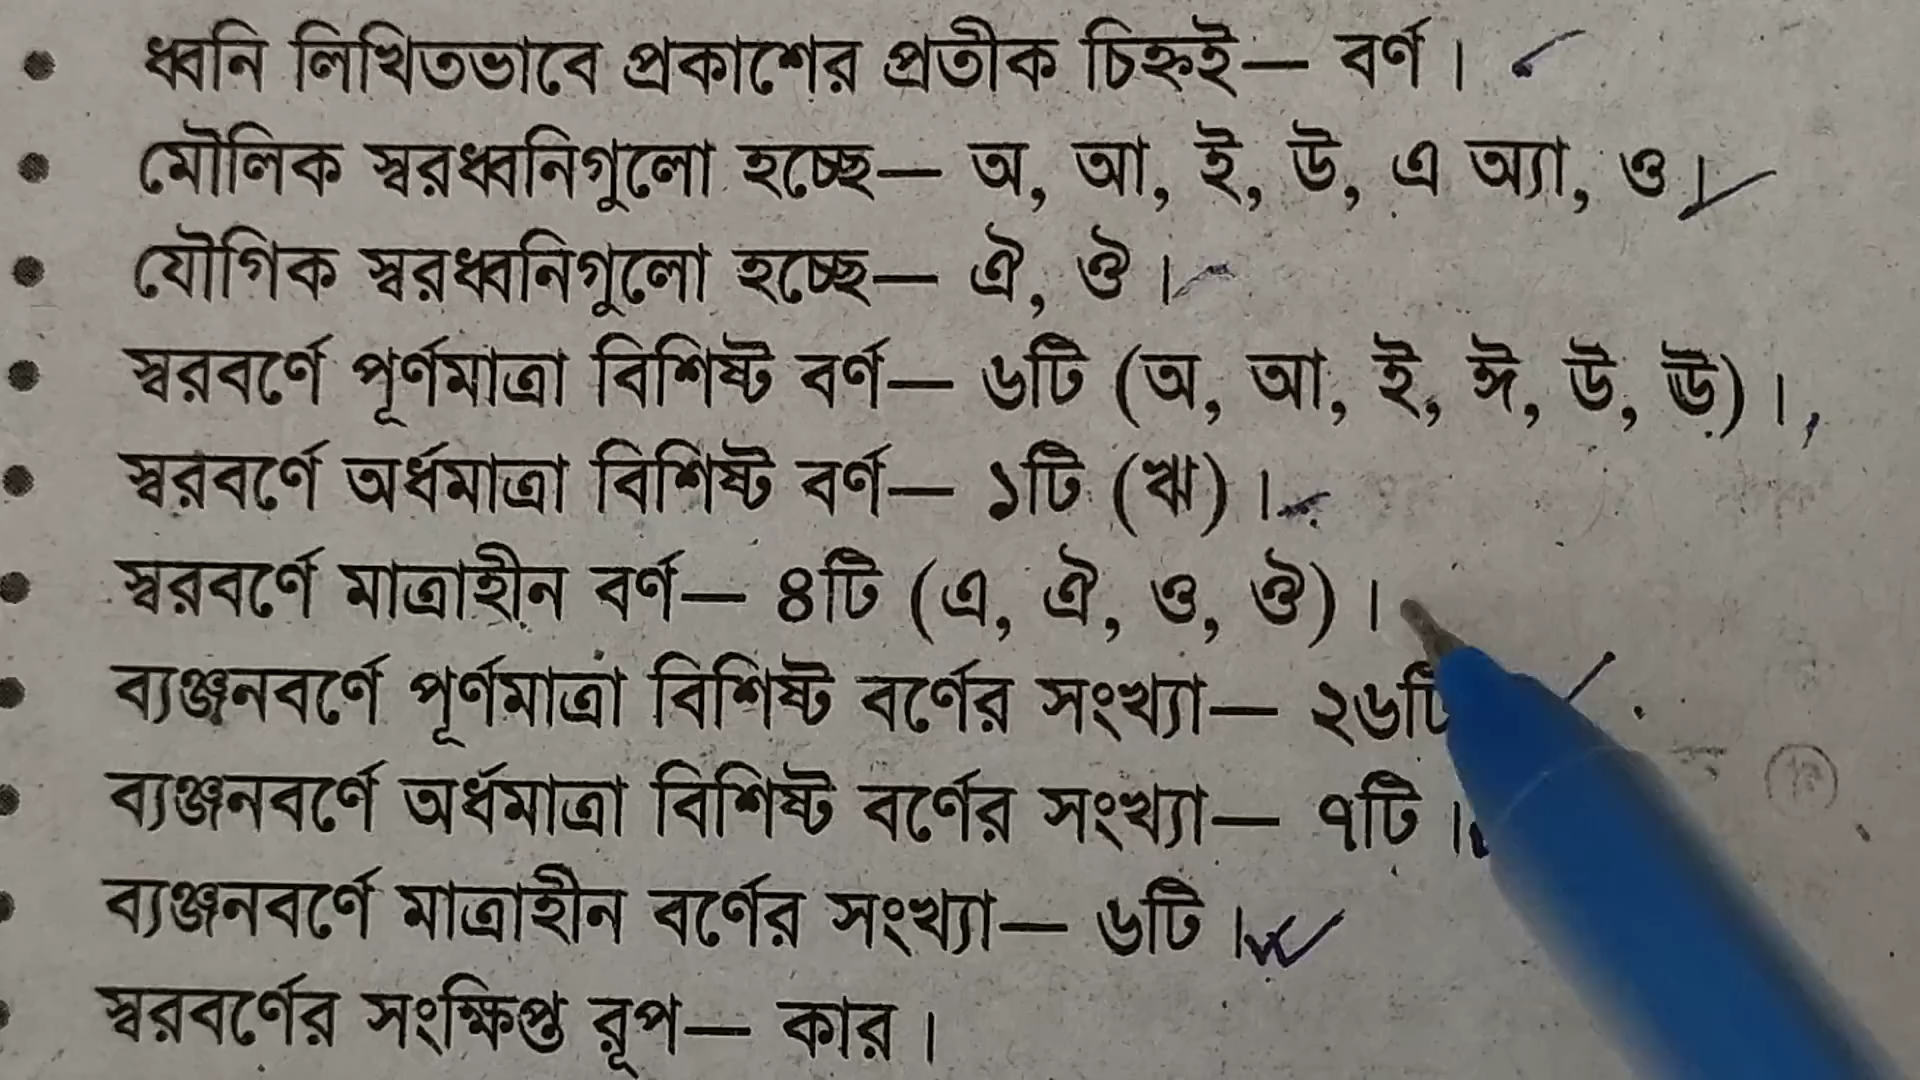 • ধ্বনি লিখিতভাবে প্রকাশের প্রতীক চিহ্নই— বর্ণ।
• মৌলিক স্বরধ্বনিগুলো হচ্ছে— অ, আ, ই, উ, এ অ্যা, ও।
• যৌগিক স্বরধ্বনিগুলো হচ্ছে— ঐ, ঔ।
• স্বরবর্ণে পূর্ণমাত্রা বিশিষ্ট বর্ণ— ৬টি (অ, আ, ই, ঈ, উ, ঊ)।
• স্বরবর্ণে অর্ধমাত্রা বিশিষ্ট বর্ণ— ১টি (ঋ)।
• স্বরবর্ণে মাত্রাহীন বর্ণ— ৪টি (এ, ঐ, ও, ঔ)।
• ব্যঞ্জনবর্ণে পূর্ণমাত্রা বিশিষ্ট বর্ণের সংখ্যা— ২৬টি
• ব্যঞ্জনবর্ণে অর্ধমাত্রা বিশিষ্ট বর্ণের সংখ্যা— ৭টি।
• ব্যঞ্জনবর্ণে মাত্রাহীন বর্ণের সংখ্যা— ৬টি।
• স্বরবর্ণের সংক্ষিপ্ত রূপ— কার।